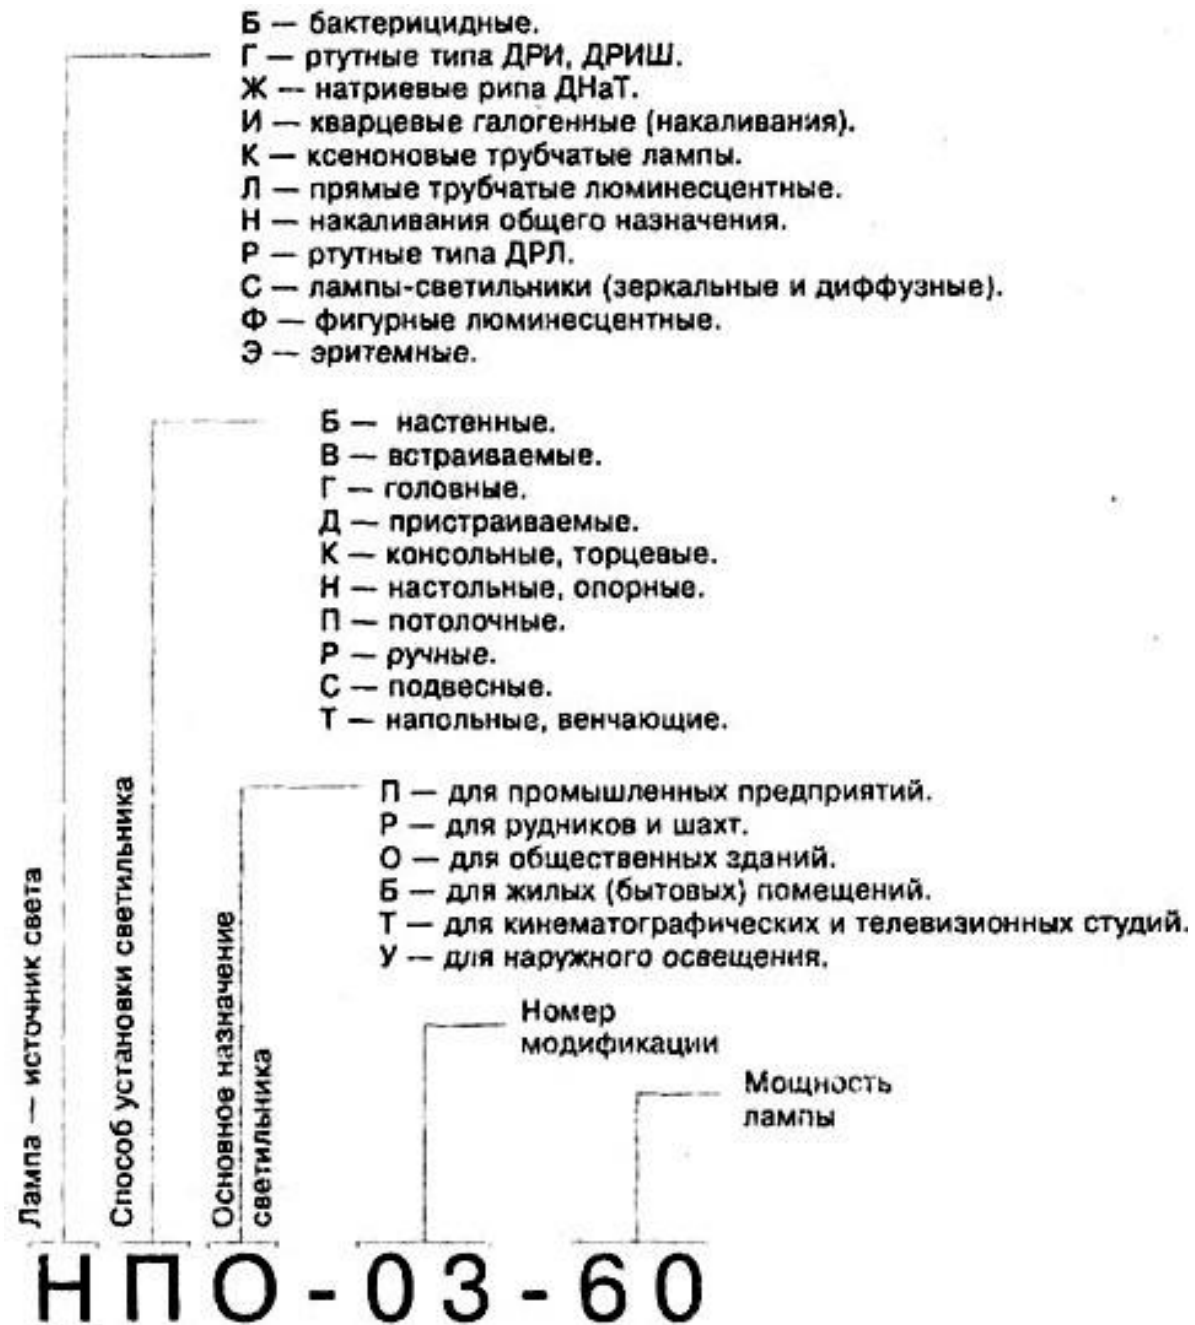 Б — бактерицидные.
Г — ртутные типа ДРИ, ДРИШ.
Ж — натриевые рипа ДНаТ.
И — кварцевые галогенные (накаливания).
К — ксеноновые трубчатые лампы.
Л — прямые трубчатые люминесцентные.
Н — накаливания общего назначения.
Р — ртутные типа ДРЛ.
С — лампы-светильники (зеркальные и диффузные).
Ф — фигурные люминесцентные.
Э — эритемные.
Б — настенные.
В — встраиваемые.
Г — головные.
Д — пристраиваемые.
К — консольные, торцевые.
Н — настольные, опорные.
П — потолочные.
Р — ручные.
С — подвесные.
Т — напольные, венчающие.
П — для промышленных предприятий.
Р — для рудников и шахт.
О — для общественных зданий.
Б — для жилых (бытовых) помещений.
Т — для кинематографических и телевизионных студий.
У — для наружного освещения.
Номер
модификации
Мощность
лампы
Лампа — источник света
Способ установки светильника
Основное назначение
светильника
НПО-03-60